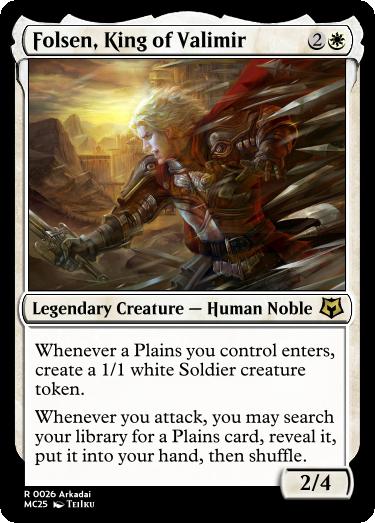 Folsen, King of Valimir 2
Legendary Creature — Human Noble
Whenever a Plains you control enters,
create a 1/1 white Soldier creature
token.
Whenever you attack, you may search
your library for a Plains card, reveal it,
put it into your hand, then shuffle.
2/4
R 0026 Arkadai
MC25 Teiiku